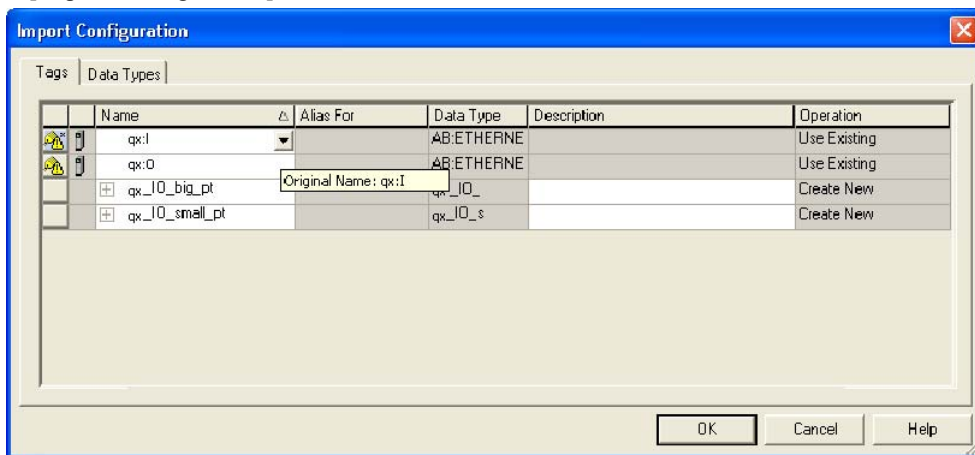 Import Configuration
Tags Data Types
Name Alias For Data Type Description Operation
qx:I AB:ETHERNE Use Existing
qx:O AB:ETHERNE Use Existing
Original Name: qx:I
qx_IO_big_pt qx_IO_ Create New
qx_IO_small_pt qx_IO_s Create New
OK Cancel Help